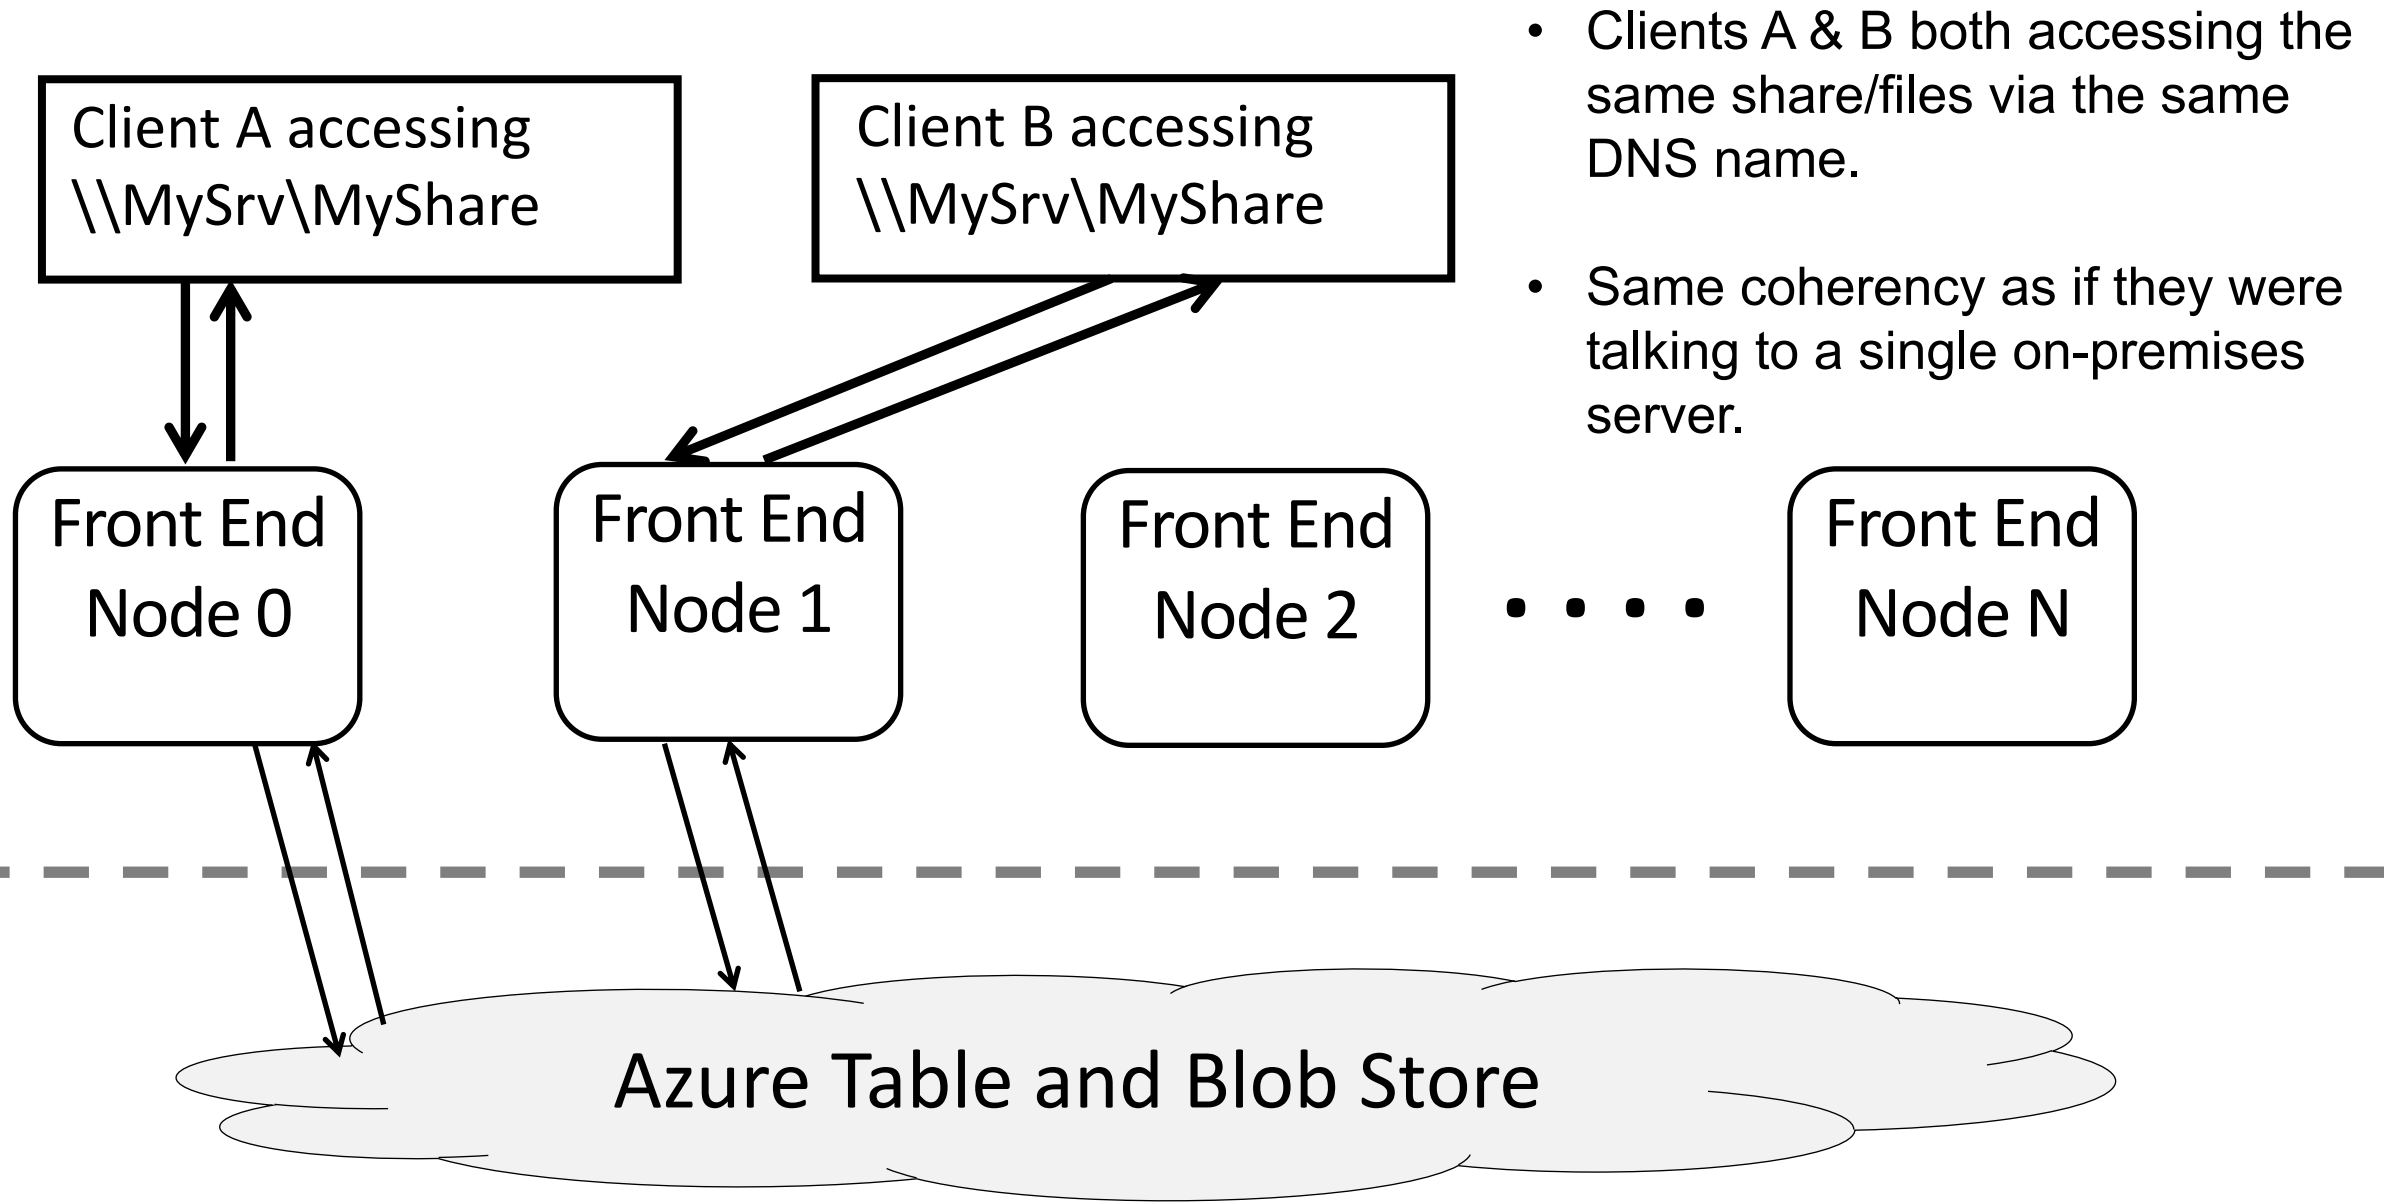 Client A accessing
\\MySrv\MyShare
Client B accessing
\\MySrv\MyShare
• Clients A & B both accessing the
same share/files via the same
DNS name.
• Same coherency as if they were
talking to a single on-premises
server.
Front End
Node 0
Front End
Node 1
Front End
Node 2
. . . .
Front End
Node N
Azure Table and Blob Store